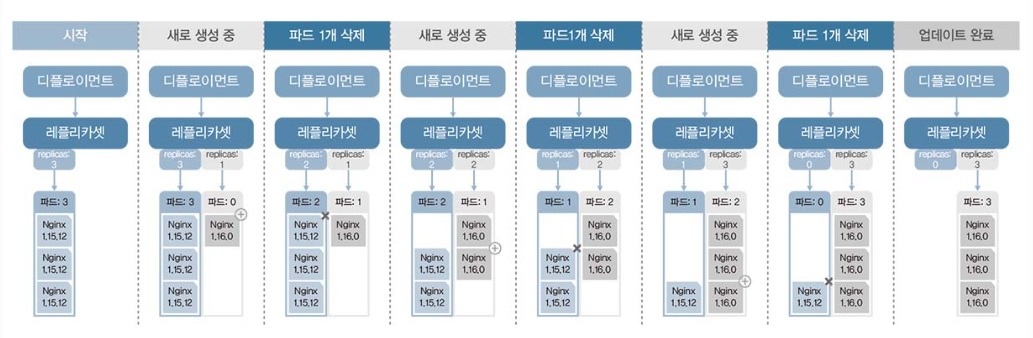 시작
디플로이먼트
레플리카셋
replicas:
3
파드: 3
Nginx
1.15.12
Nginx
1.15.12
Nginx
1.15.12
새로 생성 중
디플로이먼트
레플리카셋
replicas:
3
replicas:
1
파드: 3
파드: 0
Nginx
1.15.12
Nginx
1.15.12
Nginx
1.15.12
Nginx
1.16.0
파드 1개 삭제
디플로이먼트
레플리카셋
replicas:
2
replicas:
1
파드: 2
파드: 1
Nginx
1.15.12
Nginx
1.15.12
Nginx
1.15.12
Nginx
1.16.0
새로 생성 중
디플로이먼트
레플리카셋
replicas:
2
replicas:
2
파드: 2
파드: 1
Nginx
1.15.12
Nginx
1.15.12
Nginx
1.16.0
Nginx
1.16.0
파드1개 삭제
디플로이먼트
레플리카셋
replicas:
1
replicas:
2
파드: 1
파드: 2
Nginx
1.15.12
Nginx
1.15.12
Nginx
1.16.0
Nginx
1.16.0
새로 생성 중
디플로이먼트
레플리카셋
replicas:
1
replicas:
3
파드: 1
파드: 2
Nginx
1.15.12
Nginx
1.16.0
Nginx
1.16.0
Nginx
1.16.0
파드 1개 삭제
디플로이먼트
레플리카셋
replicas:
0
replicas:
3
파드: 0
파드: 3
Nginx
1.15.12
Nginx
1.16.0
Nginx
1.16.0
Nginx
1.16.0
업데이트 완료
디플로이먼트
레플리카셋
replicas:
0
replicas:
3
파드: 3
Nginx
1.16.0
Nginx
1.16.0
Nginx
1.16.0